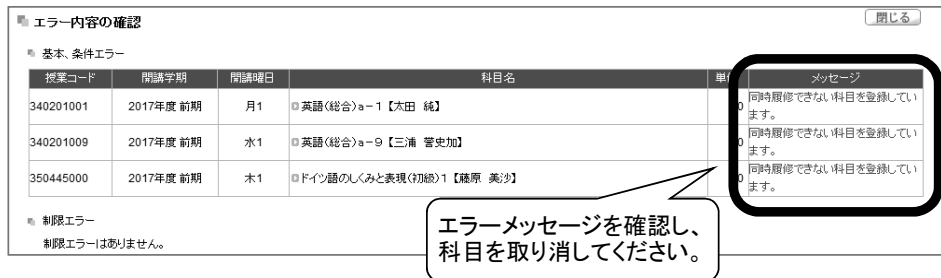 エラー内容の確認 閉じる
基本、条件エラー
授業コード 開講学期 開講曜日 科目名 単 メッセージ
340201001 2017年度 前期 月1 英語(総合)a-1【太田 純】 0 同時履修できない科目を登録してい
ます。
340201009 2017年度 前期 水1 英語(総合)a-9【三浦 誉史加】 0 同時履修できない科目を登録してい
ます。
350445000 2017年度 前期 木1 ドイツ語のしくみと表現(初級)1【藤原 美沙】 0 同時履修できない科目を登録してい
ます。
制限エラー
制限エラーはありません。
エラーメッセージを確認し、
科目を取り消してください。